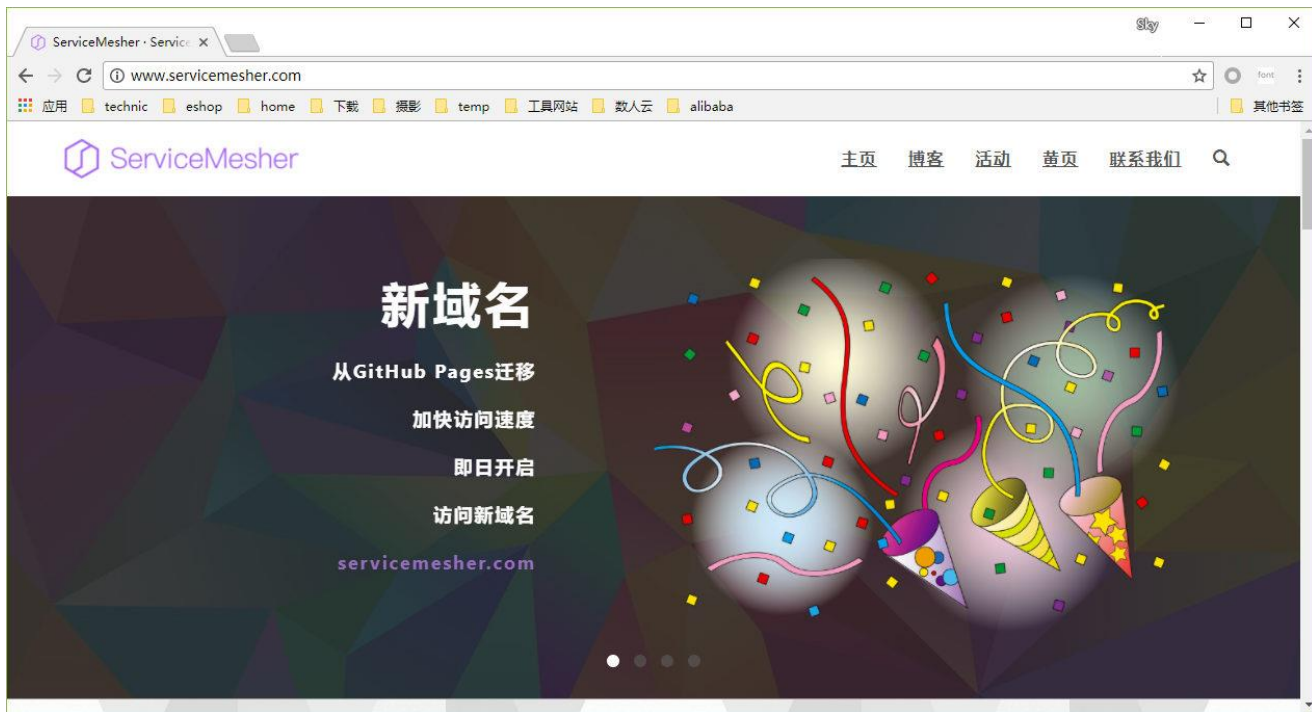 Sky
ServiceMesher · Service
www.servicemesher.com
font
应用 technic eshop home 下载 摄影 temp 工具网站 数人云 alibaba 其他书签
ServiceMesher
主页 博客 活动 黄页 联系我们
新域名
从GitHub Pages迁移
加快访问速度
即日开启
访问新域名
servicemesher.com